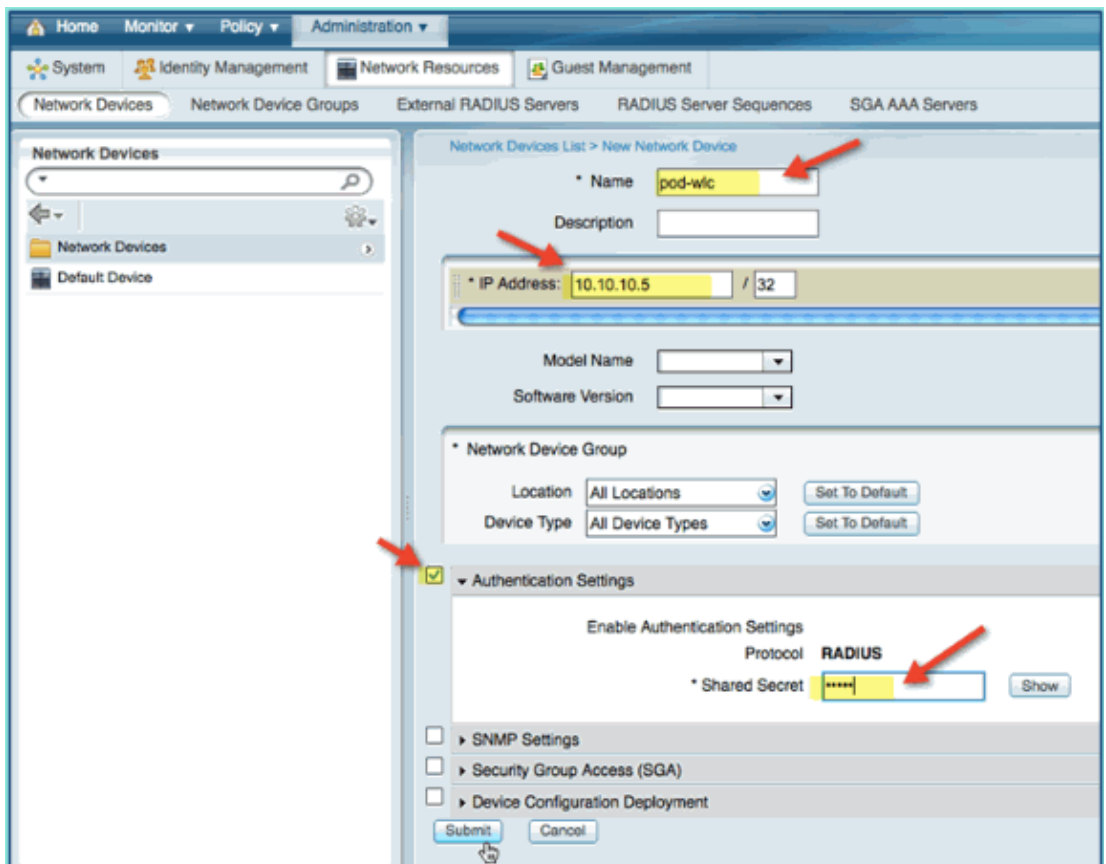 Home Monitor ▾ Policy ▾ Administration ▾
System Identity Management Network Resources Guest Management
Network Devices Network Device Groups External RADIUS Servers RADIUS Server Sequences SGA AAA Servers
Network Devices
Network Devices
Default Device
Network Devices List > New Network Device
* Name pod-wlc
Description
* IP Address: 10.10.10.5 / 32
Model Name
Software Version
* Network Device Group
Location All Locations Set To Default
Device Type All Device Types Set To Default
Authentication Settings
Enable Authentication Settings
Protocol RADIUS
* Shared Secret ••••• Show
SNMP Settings
Security Group Access (SGA)
Device Configuration Deployment
Submit Cancel